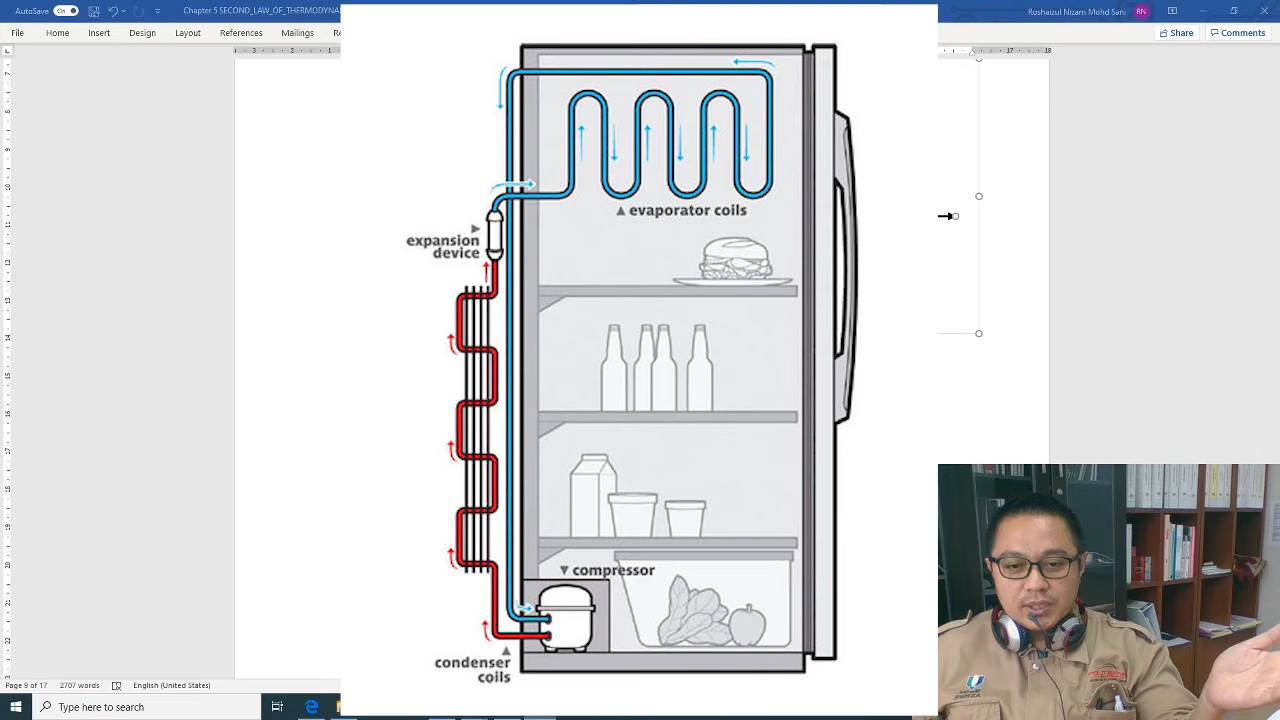 AutoSave On
Chapter 5 SECOND_LAW_OF_THERMODYNA
Roshaizul Nizam Mohd Sani RN
File Home Insert Design Layout References Mailings
Share Comments
evaporator coils
expansion
device
compressor
condenser
coils
POLITEKNIK
Page 9 of 17 2707 words English (United States)
Type here to search